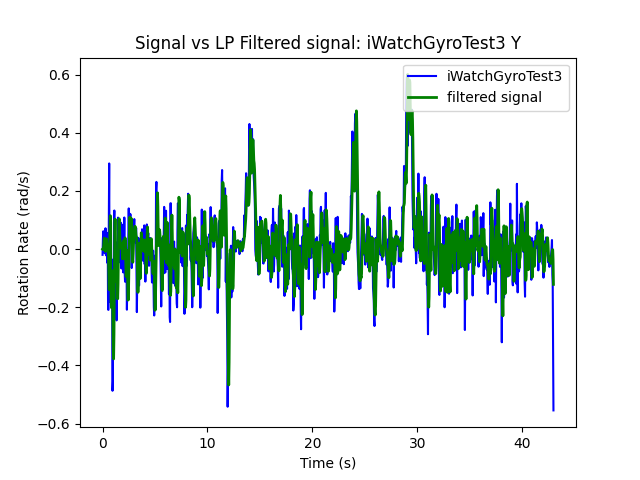 Signal vs LP Filtered signal: iWatchGyroTest3 Y
iWatchGyroTest3
filtered signal
Rotation Rate (rad/s)
0.6
0.4
0.2
0.0
−0.2
−0.4
−0.6
0 10 20 30 40
Time (s)